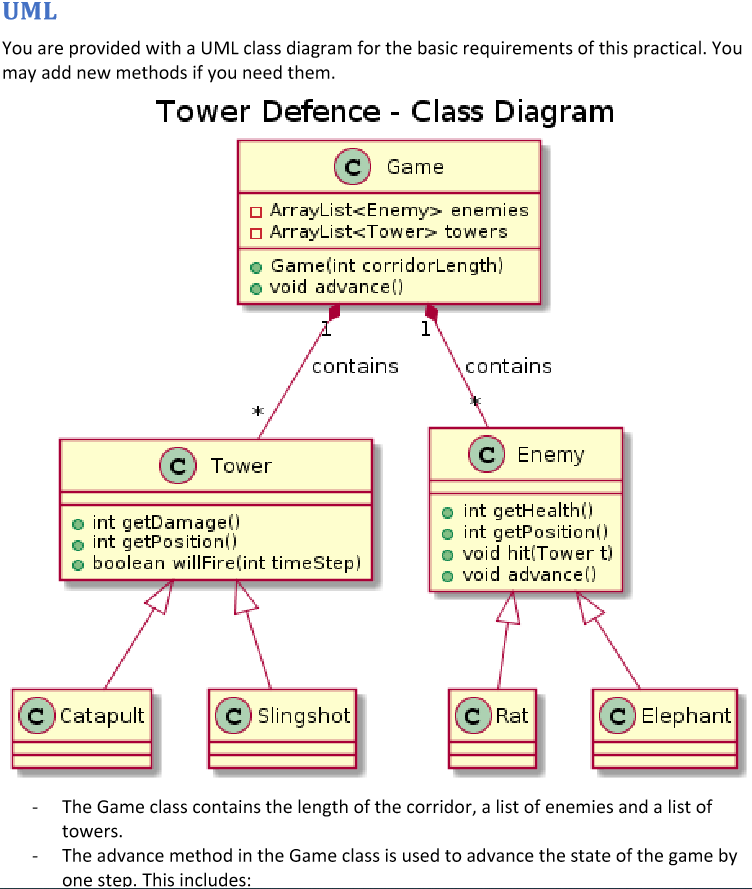 UML
You are provided with a UML class diagram for the basic requirements of this practical. You
may add new methods if you need them.
Tower Defence - Class Diagram
C Game
ArrayList<Enemy> enemies
ArrayList<Tower> towers
Game(int corridorLength)
void advance()
1 1
contains contains
* *
C Tower
int getDamage()
int getPosition()
boolean willFire(int timeStep)
C Enemy
int getHealth()
int getPosition()
void hit(Tower t)
void advance()
C Catapult
C Slingshot
C Rat
C Elephant
- The Game class contains the length of the corridor, a list of enemies and a list of
towers.
- The advance method in the Game class is used to advance the state of the game by
one step. This includes: